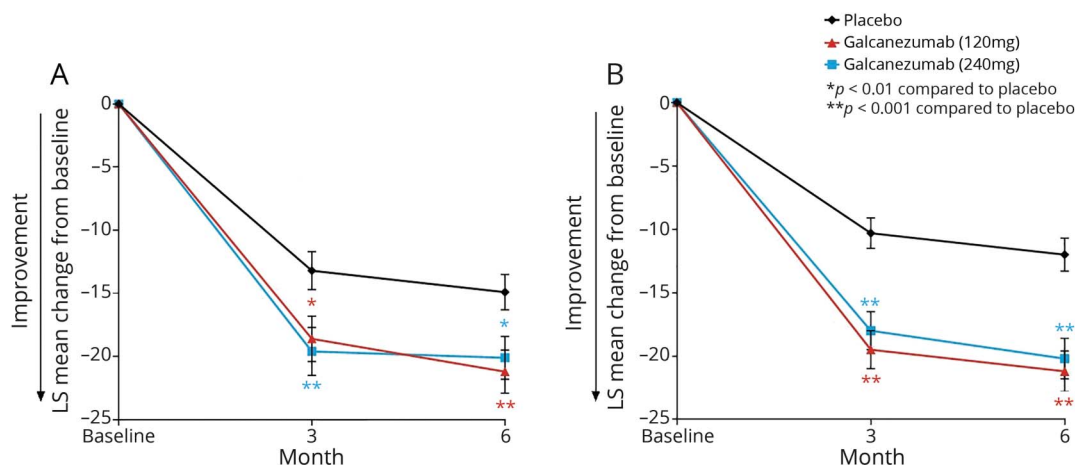 Placebo
Galcanezumab (120mg)
Galcanezumab (240mg)
*p < 0.01 compared to placebo
**p < 0.001 compared to placebo
A
Improvement
LS mean change from baseline
0
−5
−10
−15
−20
−25
*
**
*
**
Baseline
3
6
Month
B
Improvement
LS mean change from baseline
0
−5
−10
−15
−20
−25
**
**
**
**
Baseline
3
6
Month